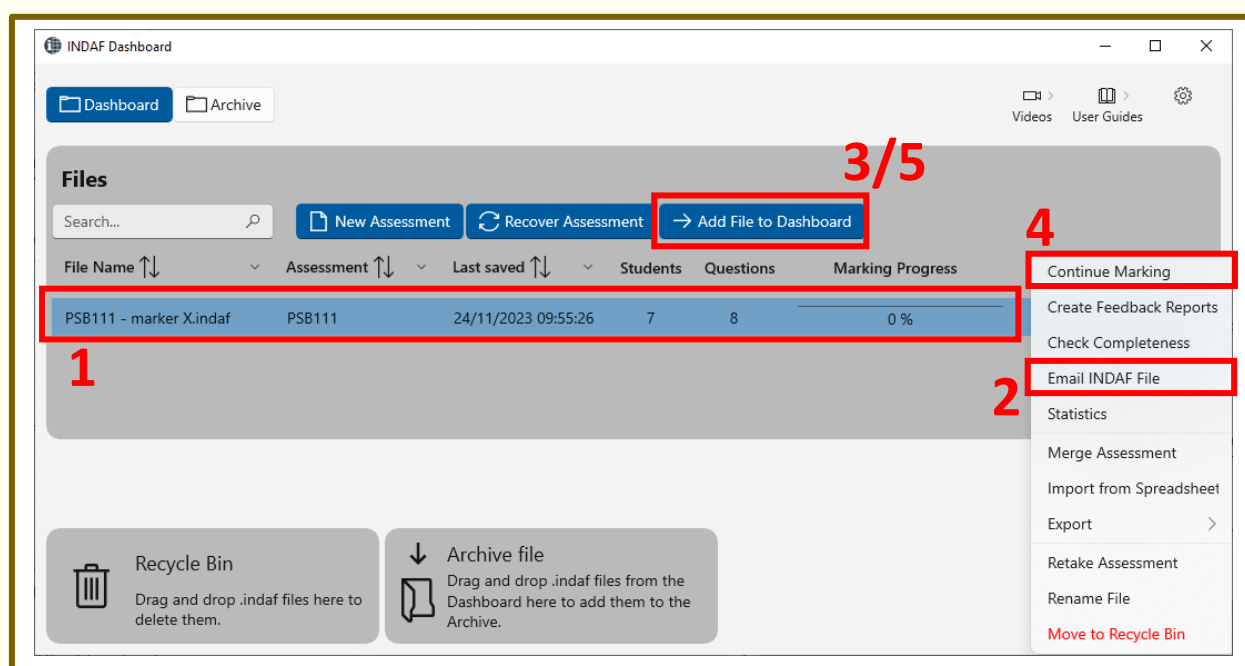 INDAF Dashboard
Dashboard
Archive
Videos
User Guides
3/5
Files
Search...
New Assessment
Recover Assessment
Add File to Dashboard
4
File Name
Assessment
Last saved
Students
Questions
Marking Progress
Continue Marking
PSB111 - marker X.indaf
PSB111
24/11/2023 09:55:26
7
8
0 %
Create Feedback Reports
Check Completeness
1
2
Email INDAF File
Statistics
Merge Assessment
Import from Spreadsheet
Export
Retake Assessment
Rename File
Move to Recycle Bin
Recycle Bin
Drag and drop .indaf files here to
delete them.
Archive file
Drag and drop .indaf files from the
Dashboard here to add them to the
Archive.